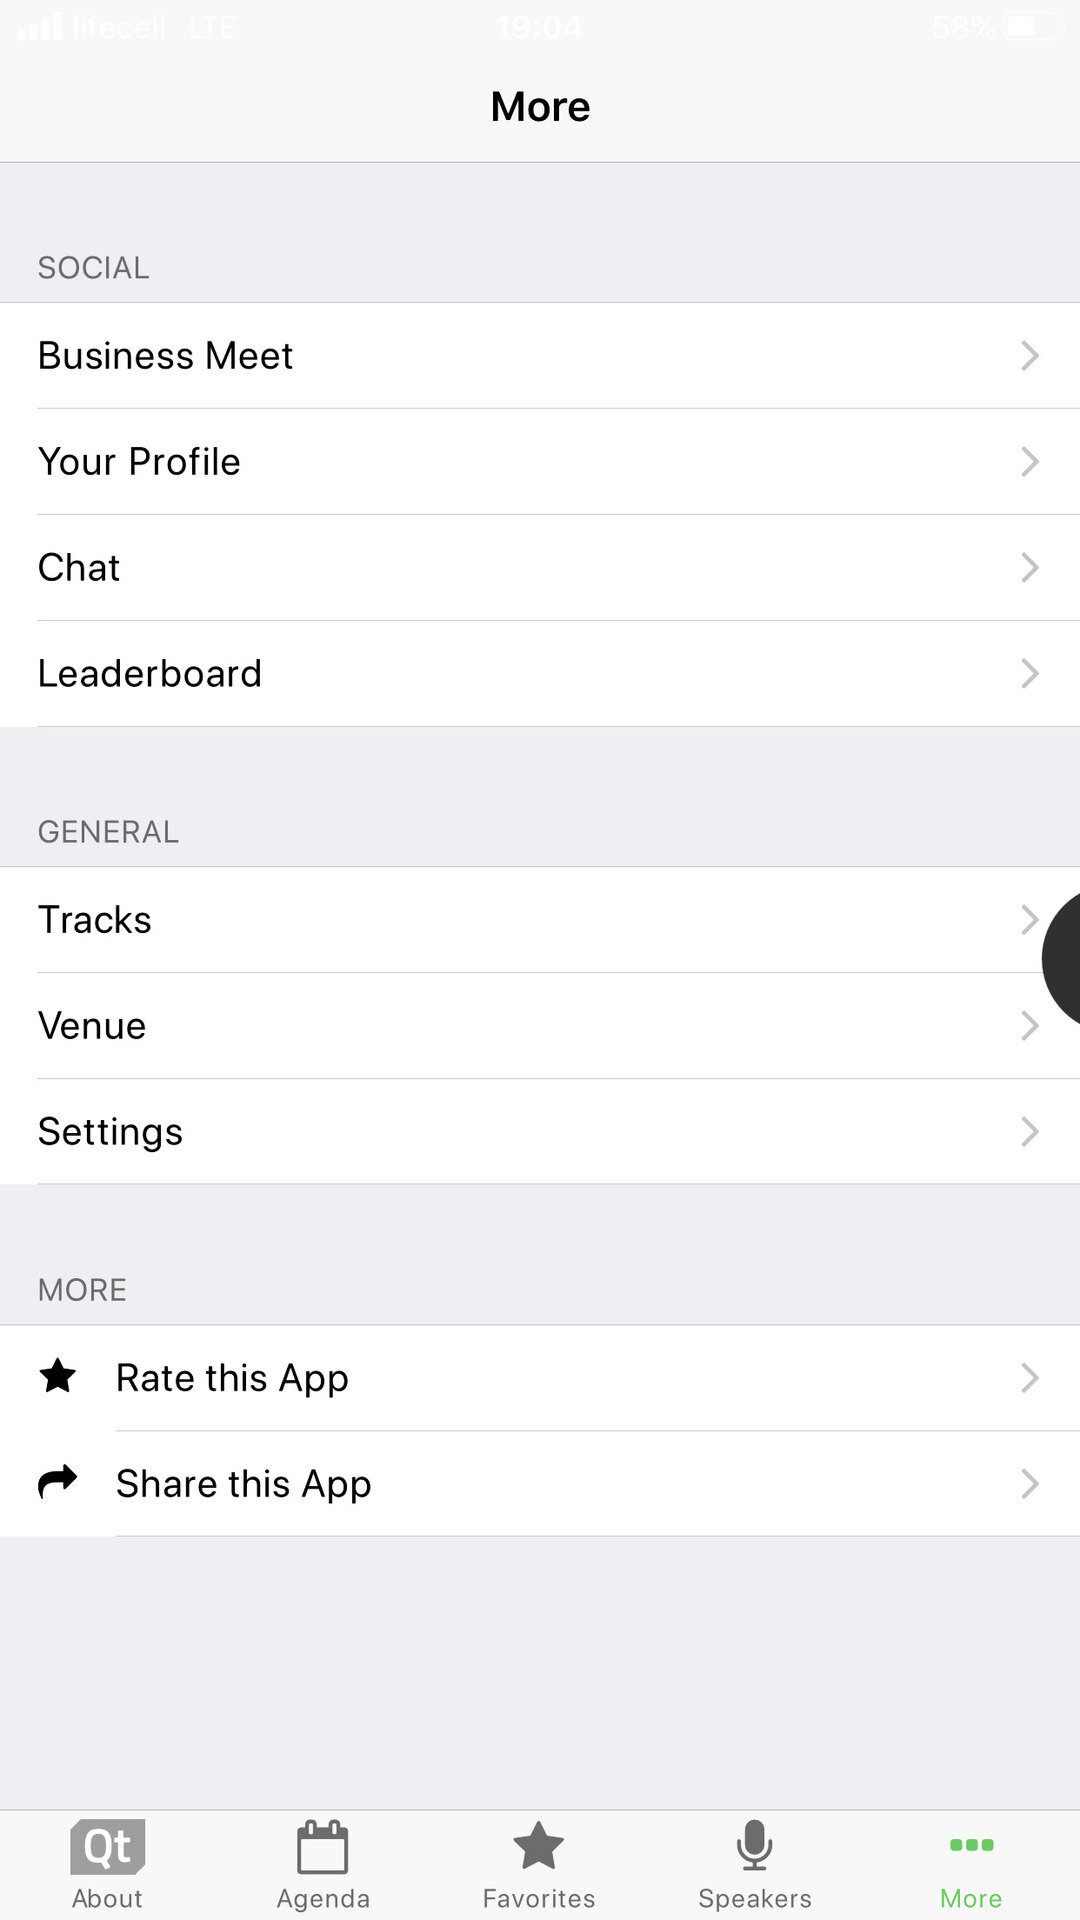 lifecell LTE 19:04 58%
More
SOCIAL
Business Meet
Your Profile
Chat
Leaderboard
GENERAL
Tracks
Venue
Settings
MORE
Rate this App
Share this App
Qt
About Agenda Favorites Speakers More